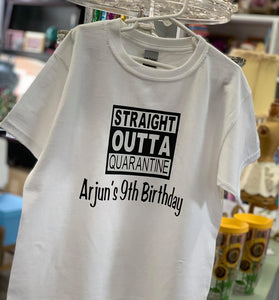 STRAIGHT
OUTTA
QUARANTINE
Arjun's 9th Birthday